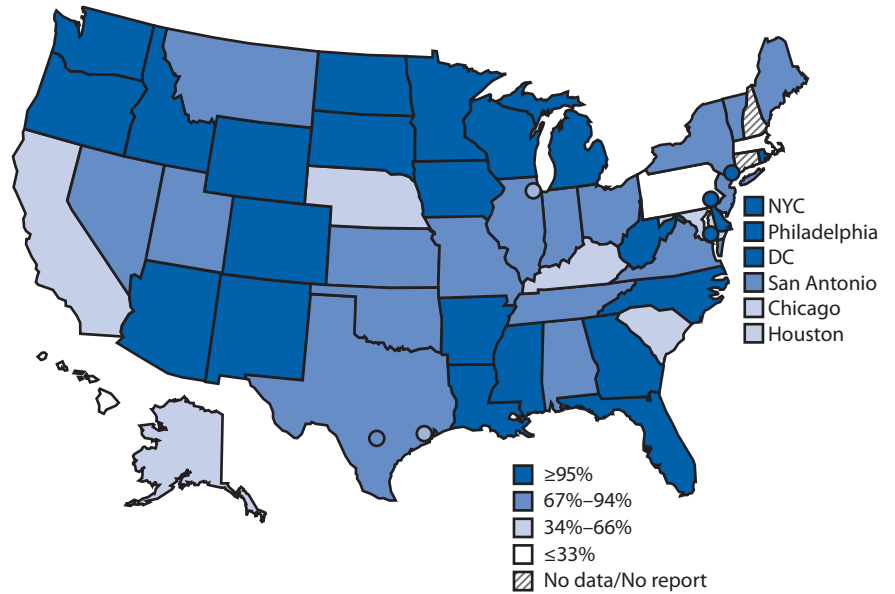 NYC
Philadelphia
DC
San Antonio
Chicago
Houston
≥95%
67%–94%
34%–66%
≤33%
No data/No report